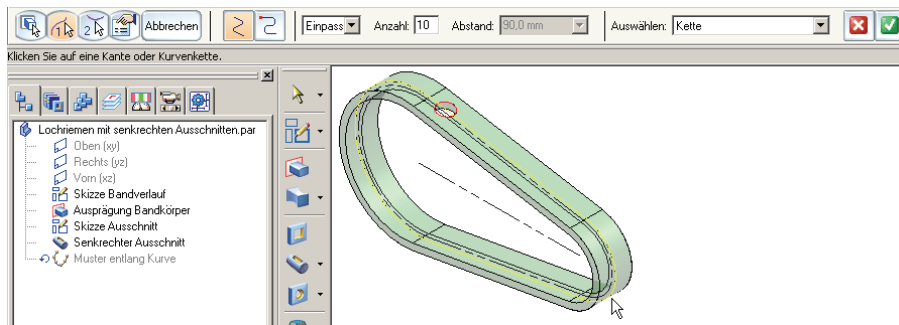 Abbrechen Einpass Anzahl: 10 Abstand: 90,0 mm Auswählen: Kette
Klicken Sie auf eine Kante oder Kurvenkette.
Lochriemen mit senkrechten Ausschnitten.par
Oben (xy)
Rechts (yz)
Vorn (xz)
Skizze Bandverlauf
Ausprägung Bandkörper
Skizze Ausschnitt
Senkrechter Ausschnitt
Muster entlang Kurve